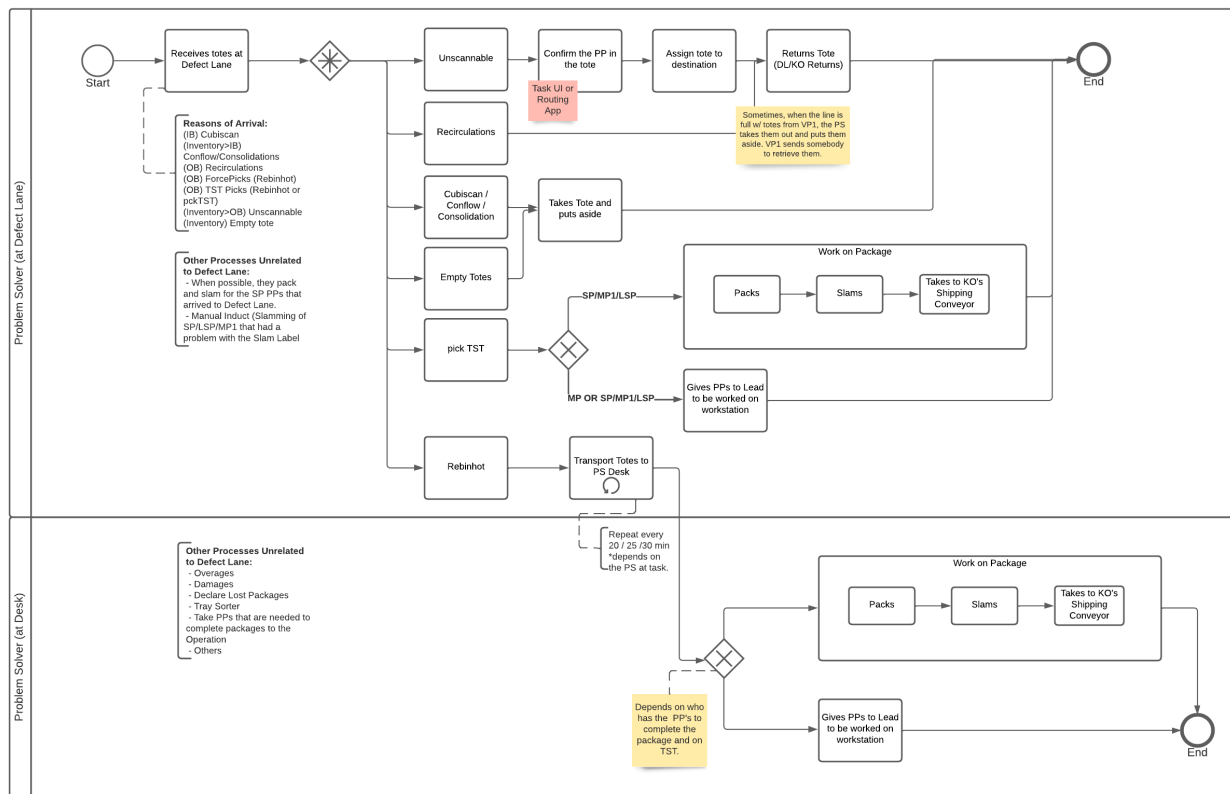 Problem Solver (at Defect Lane)
Start
Receives totes at
Defect Lane
Reasons of Arrival:
(IB) Cubiscan
(Inventory>IB)
Conflow/Consolidations
(OB) Recirculations
(OB) ForcePicks (Rebinhot)
(OB) TST Picks (Rebinhot or
pckTST)
(Inventory>OB) Unscannable
(Inventory) Empty tote
Other Processes Unrelated
to Defect Lane:
- When possible, they pack
and slam for the SP PPs that
arrived to Defect Lane.
- Manual Induct (Slamming of
SP/LSP/MP1 that had a
problem with the Slam Label
Unscannable
Confirm the PP in
the tote
Task UI or
Routing
App
Assign tote to
destination
Returns Tote
(DL/KO Returns)
End
Sometimes, when the line is
full w/ totes from VP1, the PS
takes them out and puts them
aside. VP1 sends somebody
to retrieve them.
Recirculations
Cubiscan /
Conflow /
Consolidation
Takes Tote and
puts aside
Empty Totes
pick TST
SP/MP1/LSP
Work on Package
Packs
Slams
Takes to KO's
Shipping
Conveyor
MP OR SP/MP1/LSP
Gives PPs to Lead
to be worked on
workstation
Rebinhot
Transport Totes to
PS Desk
Repeat every
20 / 25 /30 min
*depends on
the PS at task.
Problem Solver (at Desk)
Other Processes Unrelated
to Defect Lane:
- Overages
- Damages
- Declare Lost Packages
- Tray Sorter
- Take PPs that are needed to
complete packages to the
Operation
- Others
Depends on who
has the PP's to
complete the
package and on
TST.
Work on Package
Packs
Slams
Takes to KO's
Shipping
Conveyor
Gives PPs to Lead
to be worked on
workstation
End